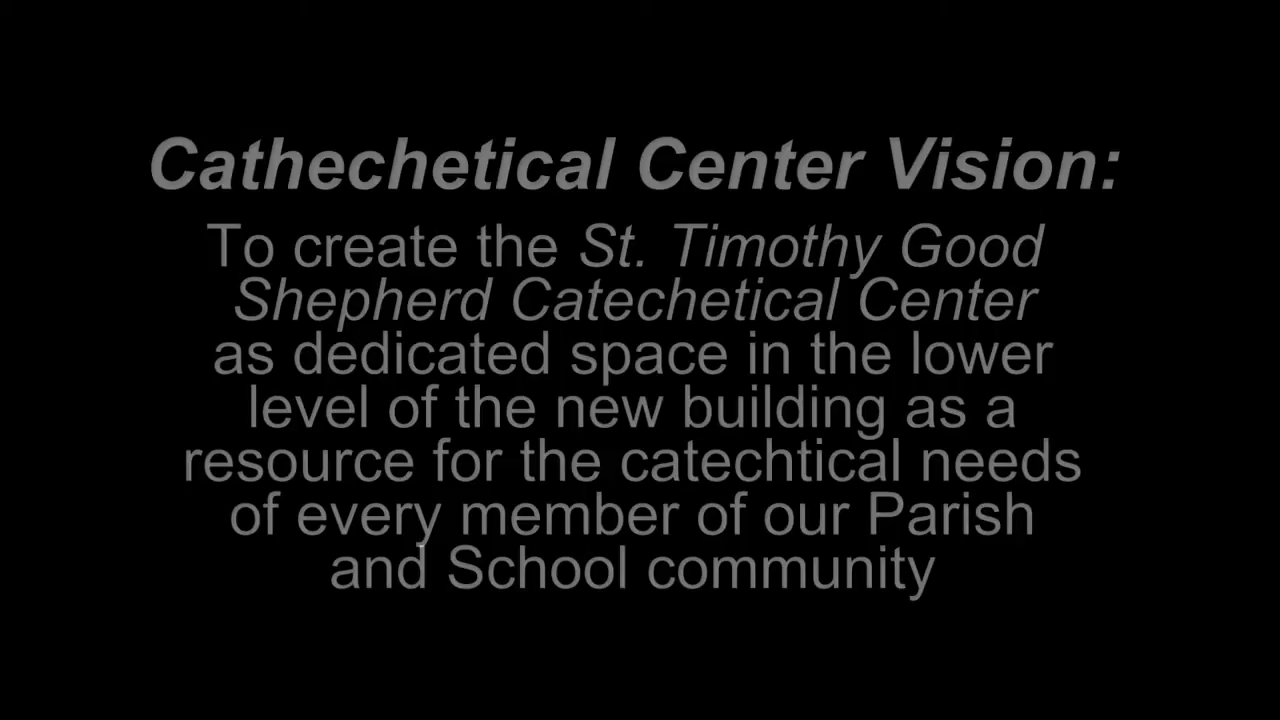 Cathechetical Center Vision:
To create the St. Timothy Good
Shepherd Catechetical Center
as dedicated space in the lower
level of the new building as a
resource for the catechtical needs
of every member of our Parish
and School community